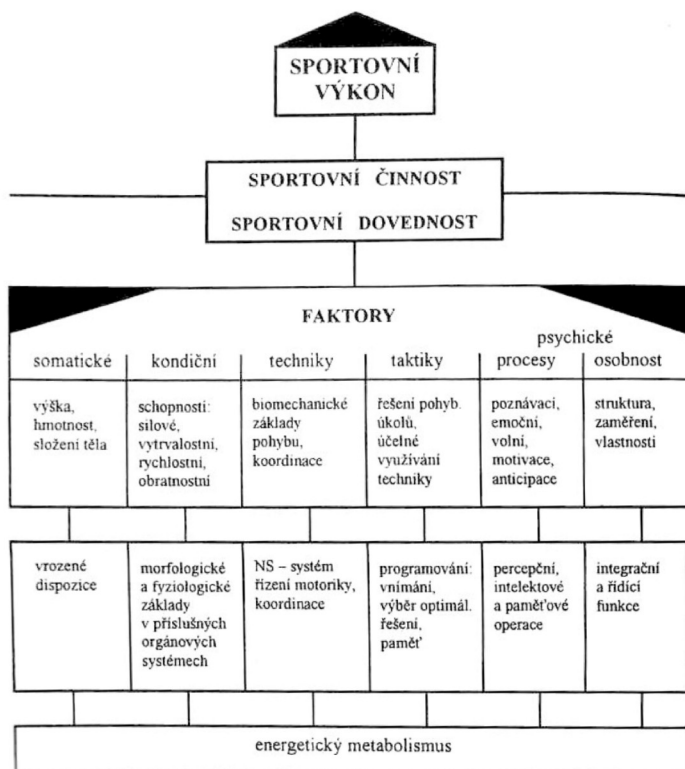 SPORTOVNÍ
VÝKON
SPORTOVNÍ ČINNOST
SPORTOVNÍ DOVEDNOST
FAKTORY
psychické
somatické
kondiční
techniky
taktiky
procesy
osobnost
výška,
hmotnost,
složení těla
schopnosti:
silové,
vytrvalostní,
rychlostní,
obratnostní
biomechanické
základy
pohybu,
koordinace
řešení pohyb.
úkolů,
účelné
využívání
techniky
poznávací,
emoční,
volní,
motivace,
anticipace
struktura,
zaměření,
vlastnosti
vrozené
dispozice
morfologické
a fyziologické
základy
v příslušných
orgánových
systémech
NS – systém
řízení motoriky,
koordinace
programování:
vnímání,
výběr optimál.
řešení,
paměť
percepční,
intelektové
a paměťové
operace
integrační
a řídící
funkce
energetický metabolismus